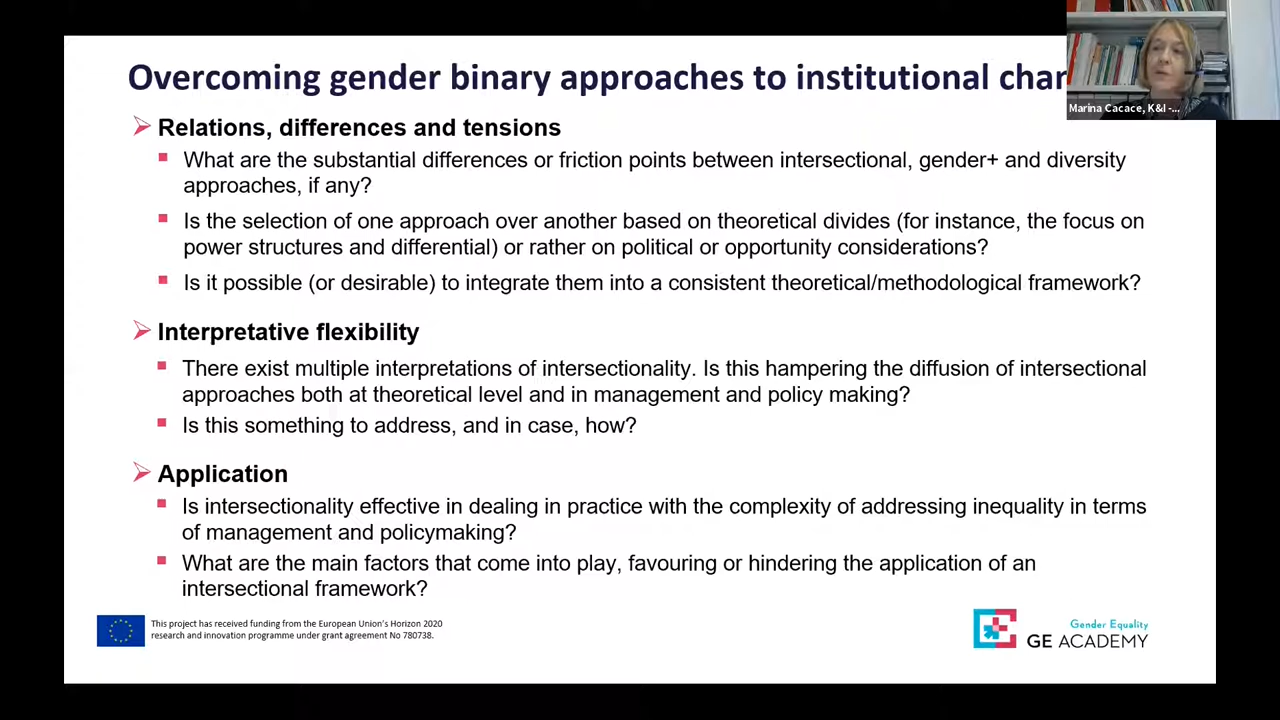 Overcoming gender binary approaches to institutional
Marina Cacace, K&I -...
Relations, differences and tensions
What are the substantial differences or friction points between intersectional, gender+ and diversity
approaches, if any?
Is the selection of one approach over another based on theoretical divides (for instance, the focus on
power structures and differential) or rather on political or opportunity considerations?
Is it possible (or desirable) to integrate them into a consistent theoretical/methodological framework?
Interpretative flexibility
There exist multiple interpretations of intersectionality. Is this hampering the diffusion of intersectional
approaches both at theoretical level and in management and policy making?
Is this something to address, and in case, how?
Application
Is intersectionality effective in dealing in practice with the complexity of addressing inequality in terms
of management and policymaking?
What are the main factors that come into play, favouring or hindering the application of an
intersectional framework?
This project has received funding from the European Union's Horizon 2020
research and innovation programme under grant agreement No 780738.
Gender Equality
GE ACADEMY